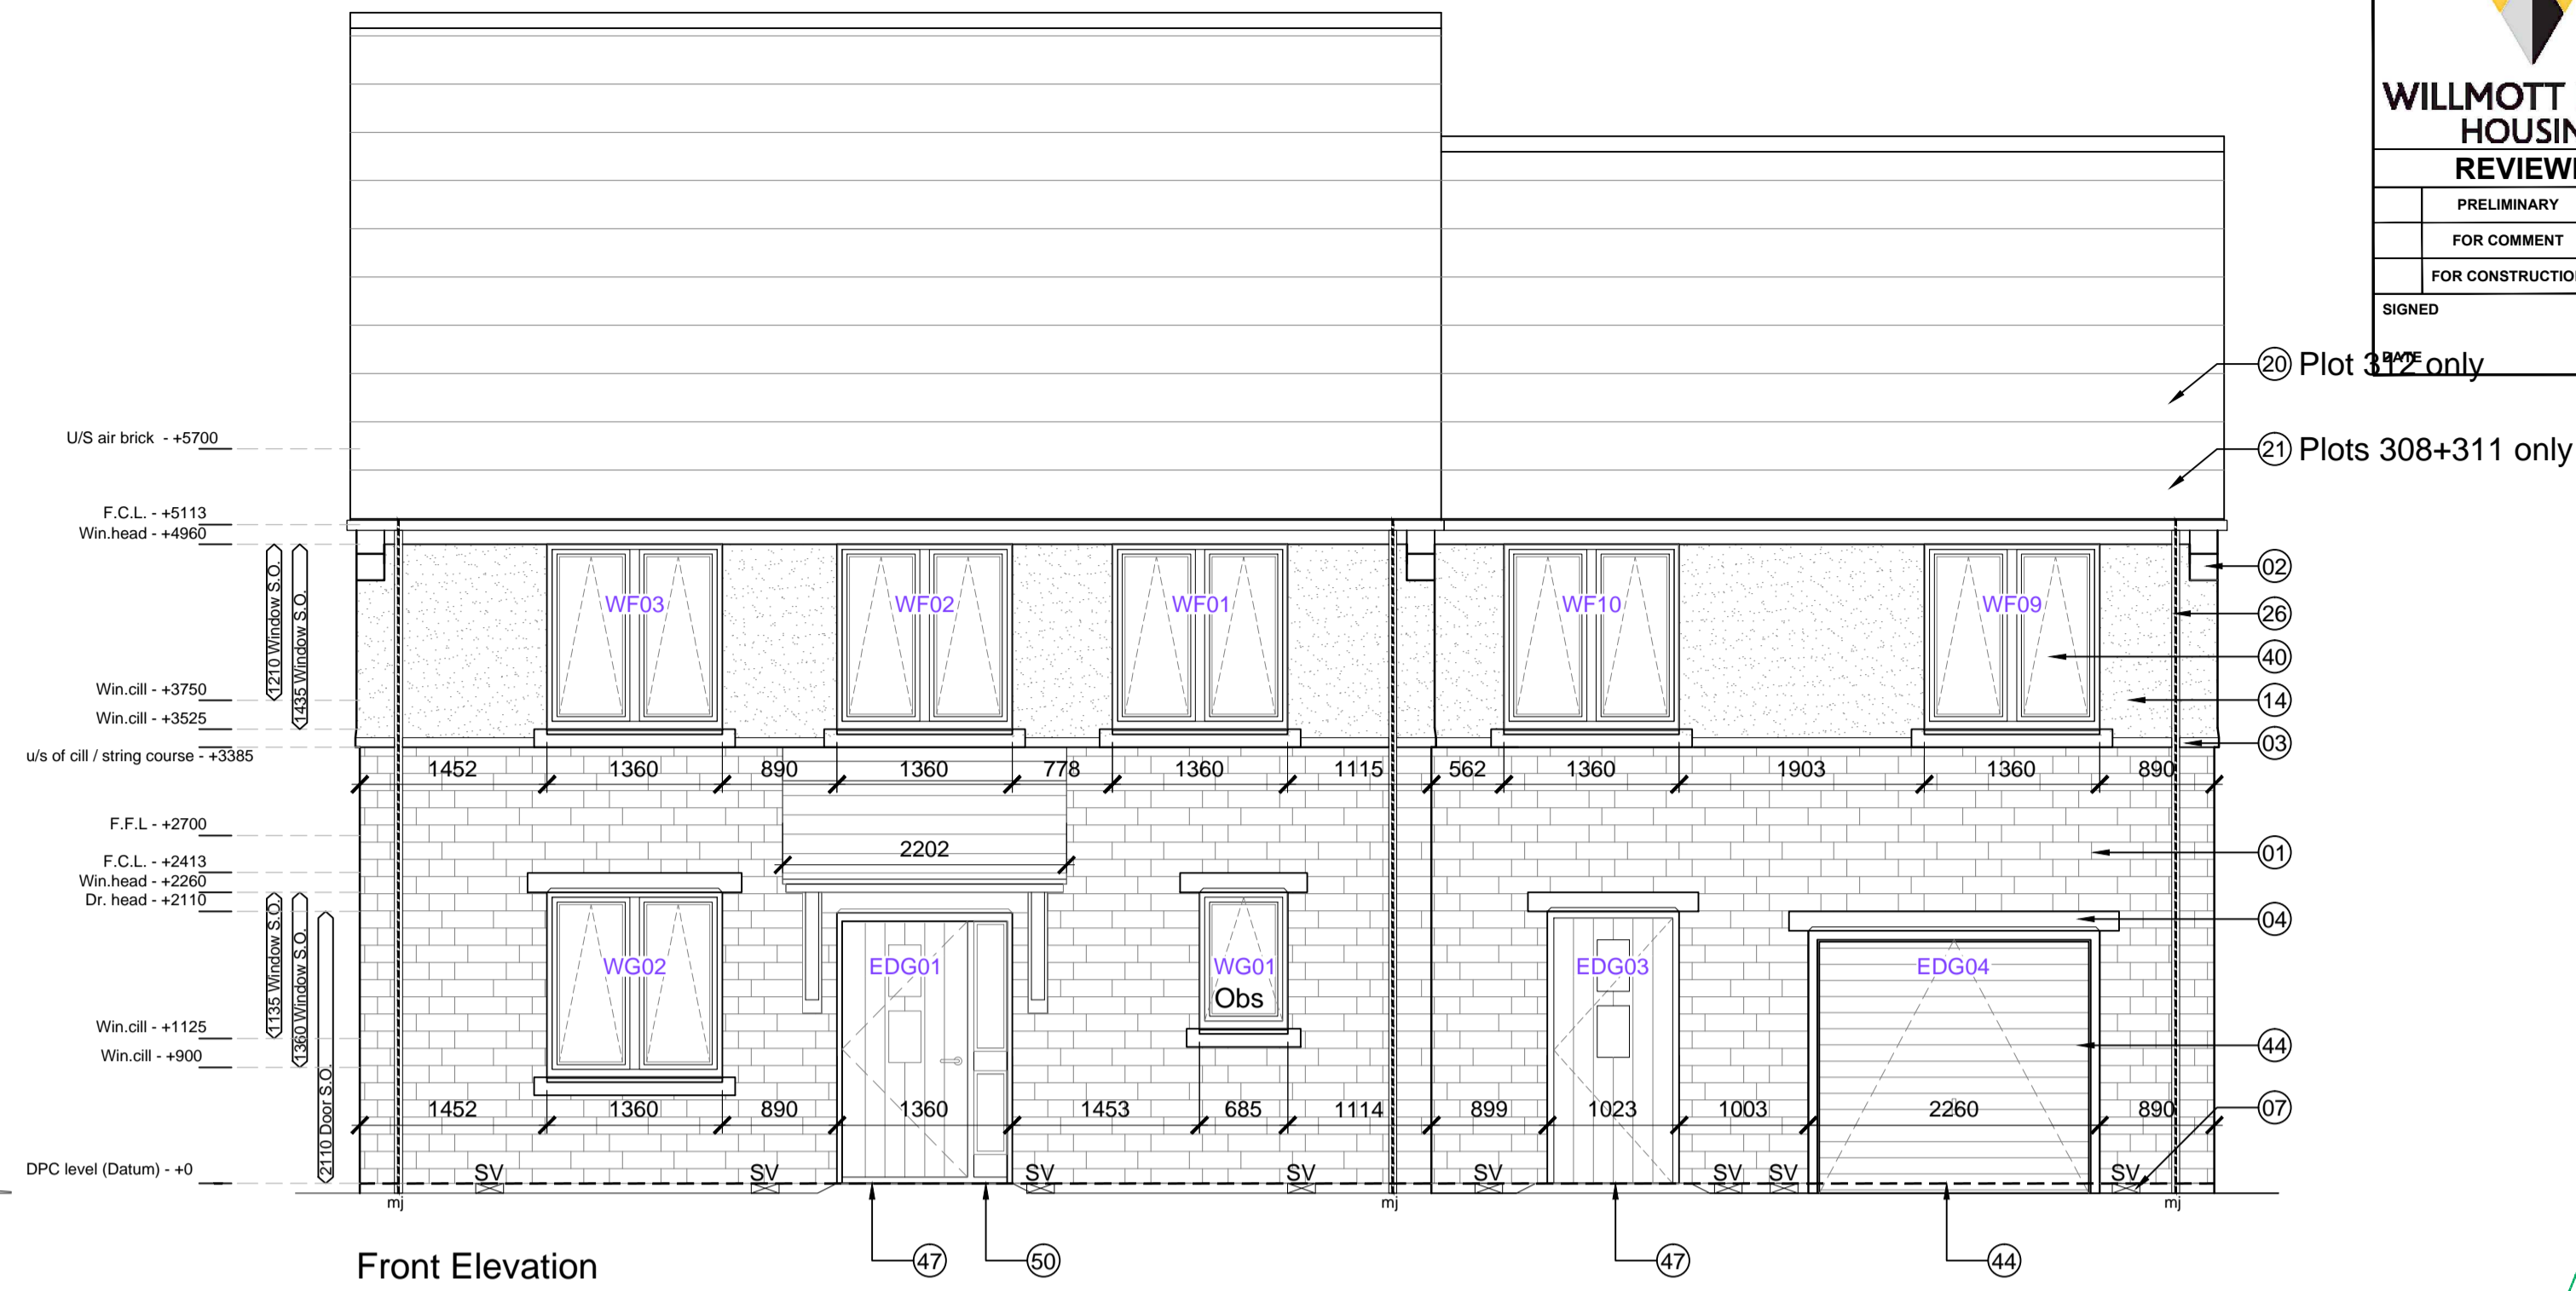 WILLMOTT
HOUSIN
REVIEW
PRELIMINARY
FOR COMMENT
FOR CONSTRUCTIO
SIGNED
DATE
20 Plot 312 only
21 Plots 308+311 only
U/S air brick - +5700
F.C.L. - +5113
Win.head - +4960
Win.cill - +3750
Win.cill - +3525
u/s of cill / string course - +3385
F.F.L - +2700
F.C.L. - +2413
Win.head - +2260
Dr. head - +2110
Win.cill - +1125
Win.cill - +900
DPC level (Datum) - +0
1210 Window S.O.
1435 Window S.O.
1135 Window S.O.
1360 Window S.O.
2110 Door S.O.
WF03 WF02 WF01 WF10 WF09
02
26
40
14
03
1452 1360 890 1360 778 1360 1115 562 1360 1903 1360 890
2202
01
04
WG02 EDG01 WG01 EDG03 EDG04
Obs
44
1452 1360 890 1360 1453 685 1114 899 1023 1003 2260 890
07
SV SV SV SV SV SV SV SV
mj mj mj
47 50 47 44
Front Elevation